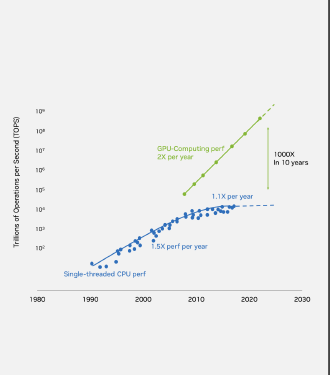 Trillions of Operations per Second (TOPS)
10⁹
10⁸
10⁷
10⁶
10⁵
10⁴
10³
10²
GPU-Computing perf
2X per year
1000X
In 10 years
1.1X per year
1.5X perf per year
Single-threaded CPU perf
1980
1990
2000
2010
2020
2030